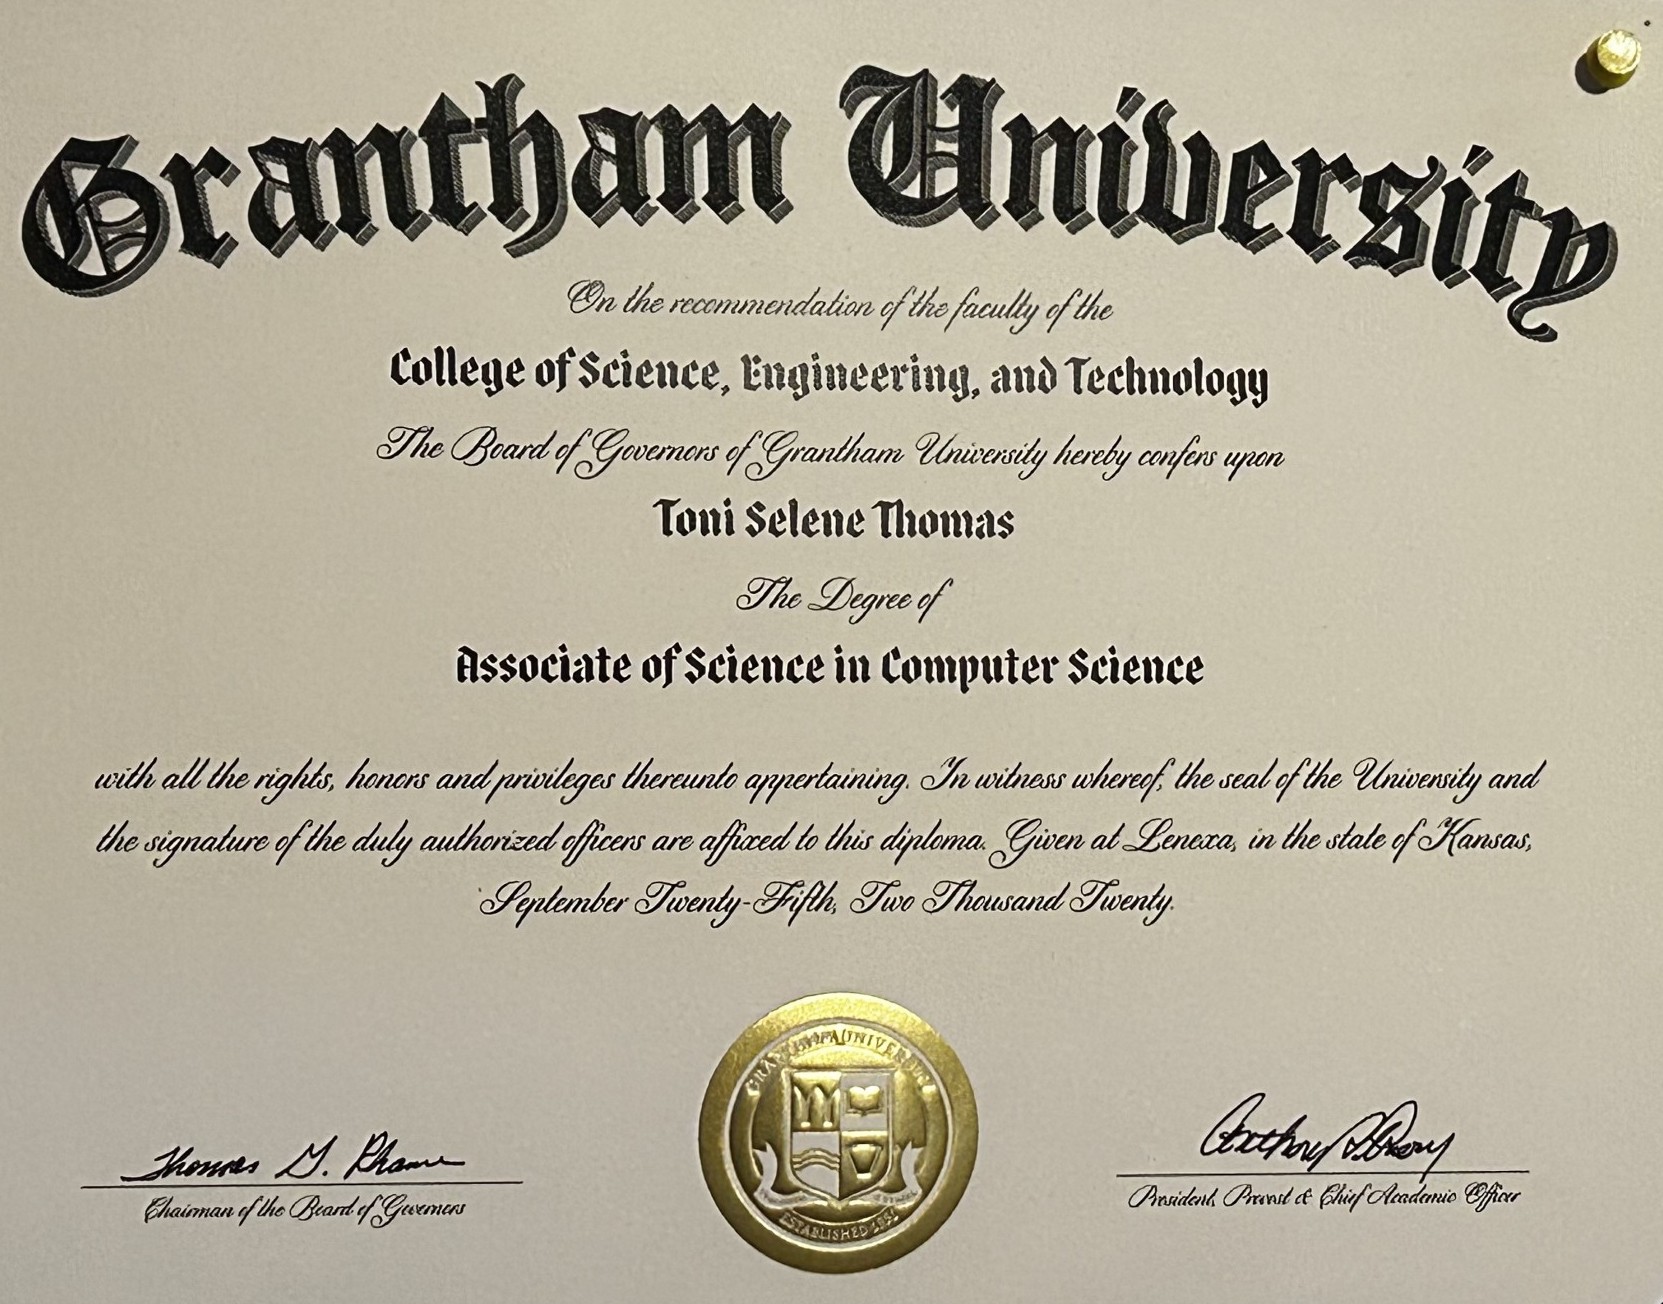 Grantham University
On the recommendation of the faculty of the
College of Science, Engineering, and Technology
The Board of Governors of Grantham University hereby confers upon
Toni Selene Thomas
The Degree of
Associate of Science in Computer Science
with all the rights, honors and privileges thereunto appertaining. In witness whereof, the seal of the University and
the signature of the duly authorized officers are affixed to this diploma. Given at Lenexa, in the state of Kansas,
September Twenty-Fifth, Two Thousand Twenty.
GRANTHAM UNIVERSITY
ESTABLISHED 1951
Thomas G.
Chairman of the Board of Governors
Anthony
President, Provost & Chief Academic Officer